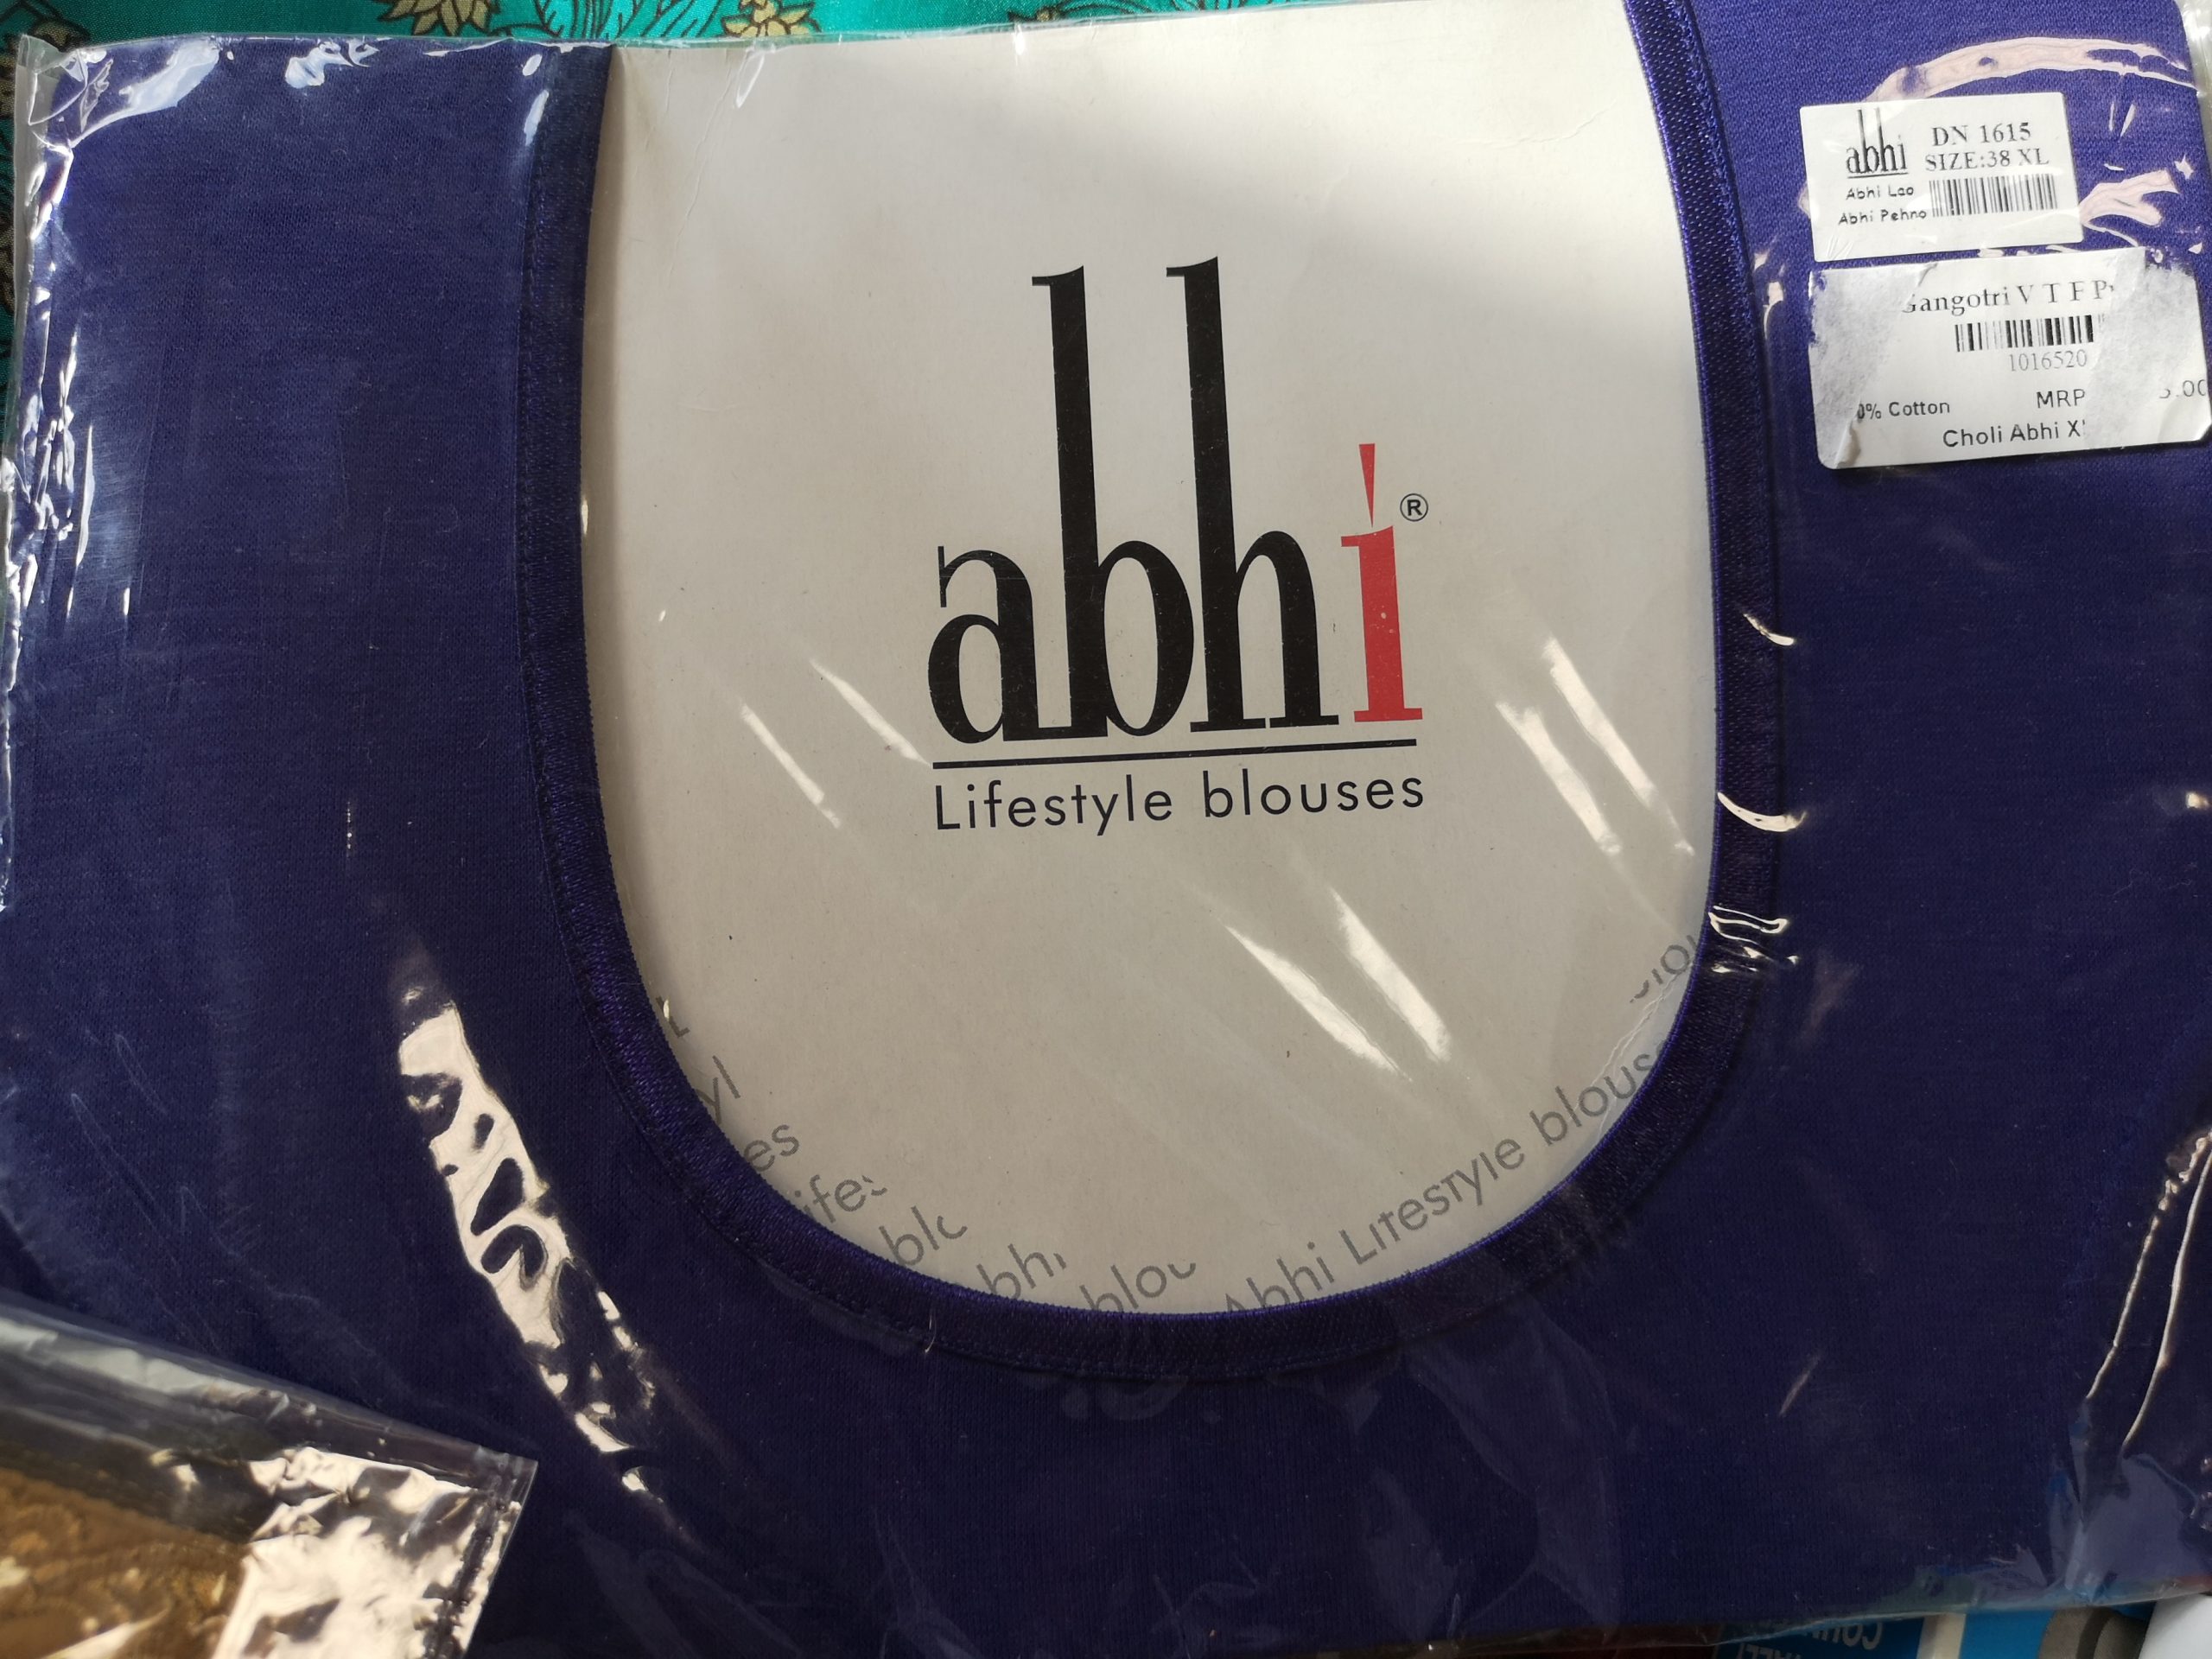 abhi ®
Lifestyle blouses
abhi
DN 1615
SIZE:38 XL
Abhi Lao
Abhi Pehno
Gangotri V T F
1016520
Cotton
MRP
Choli Abhi
Abhi Lifestyle